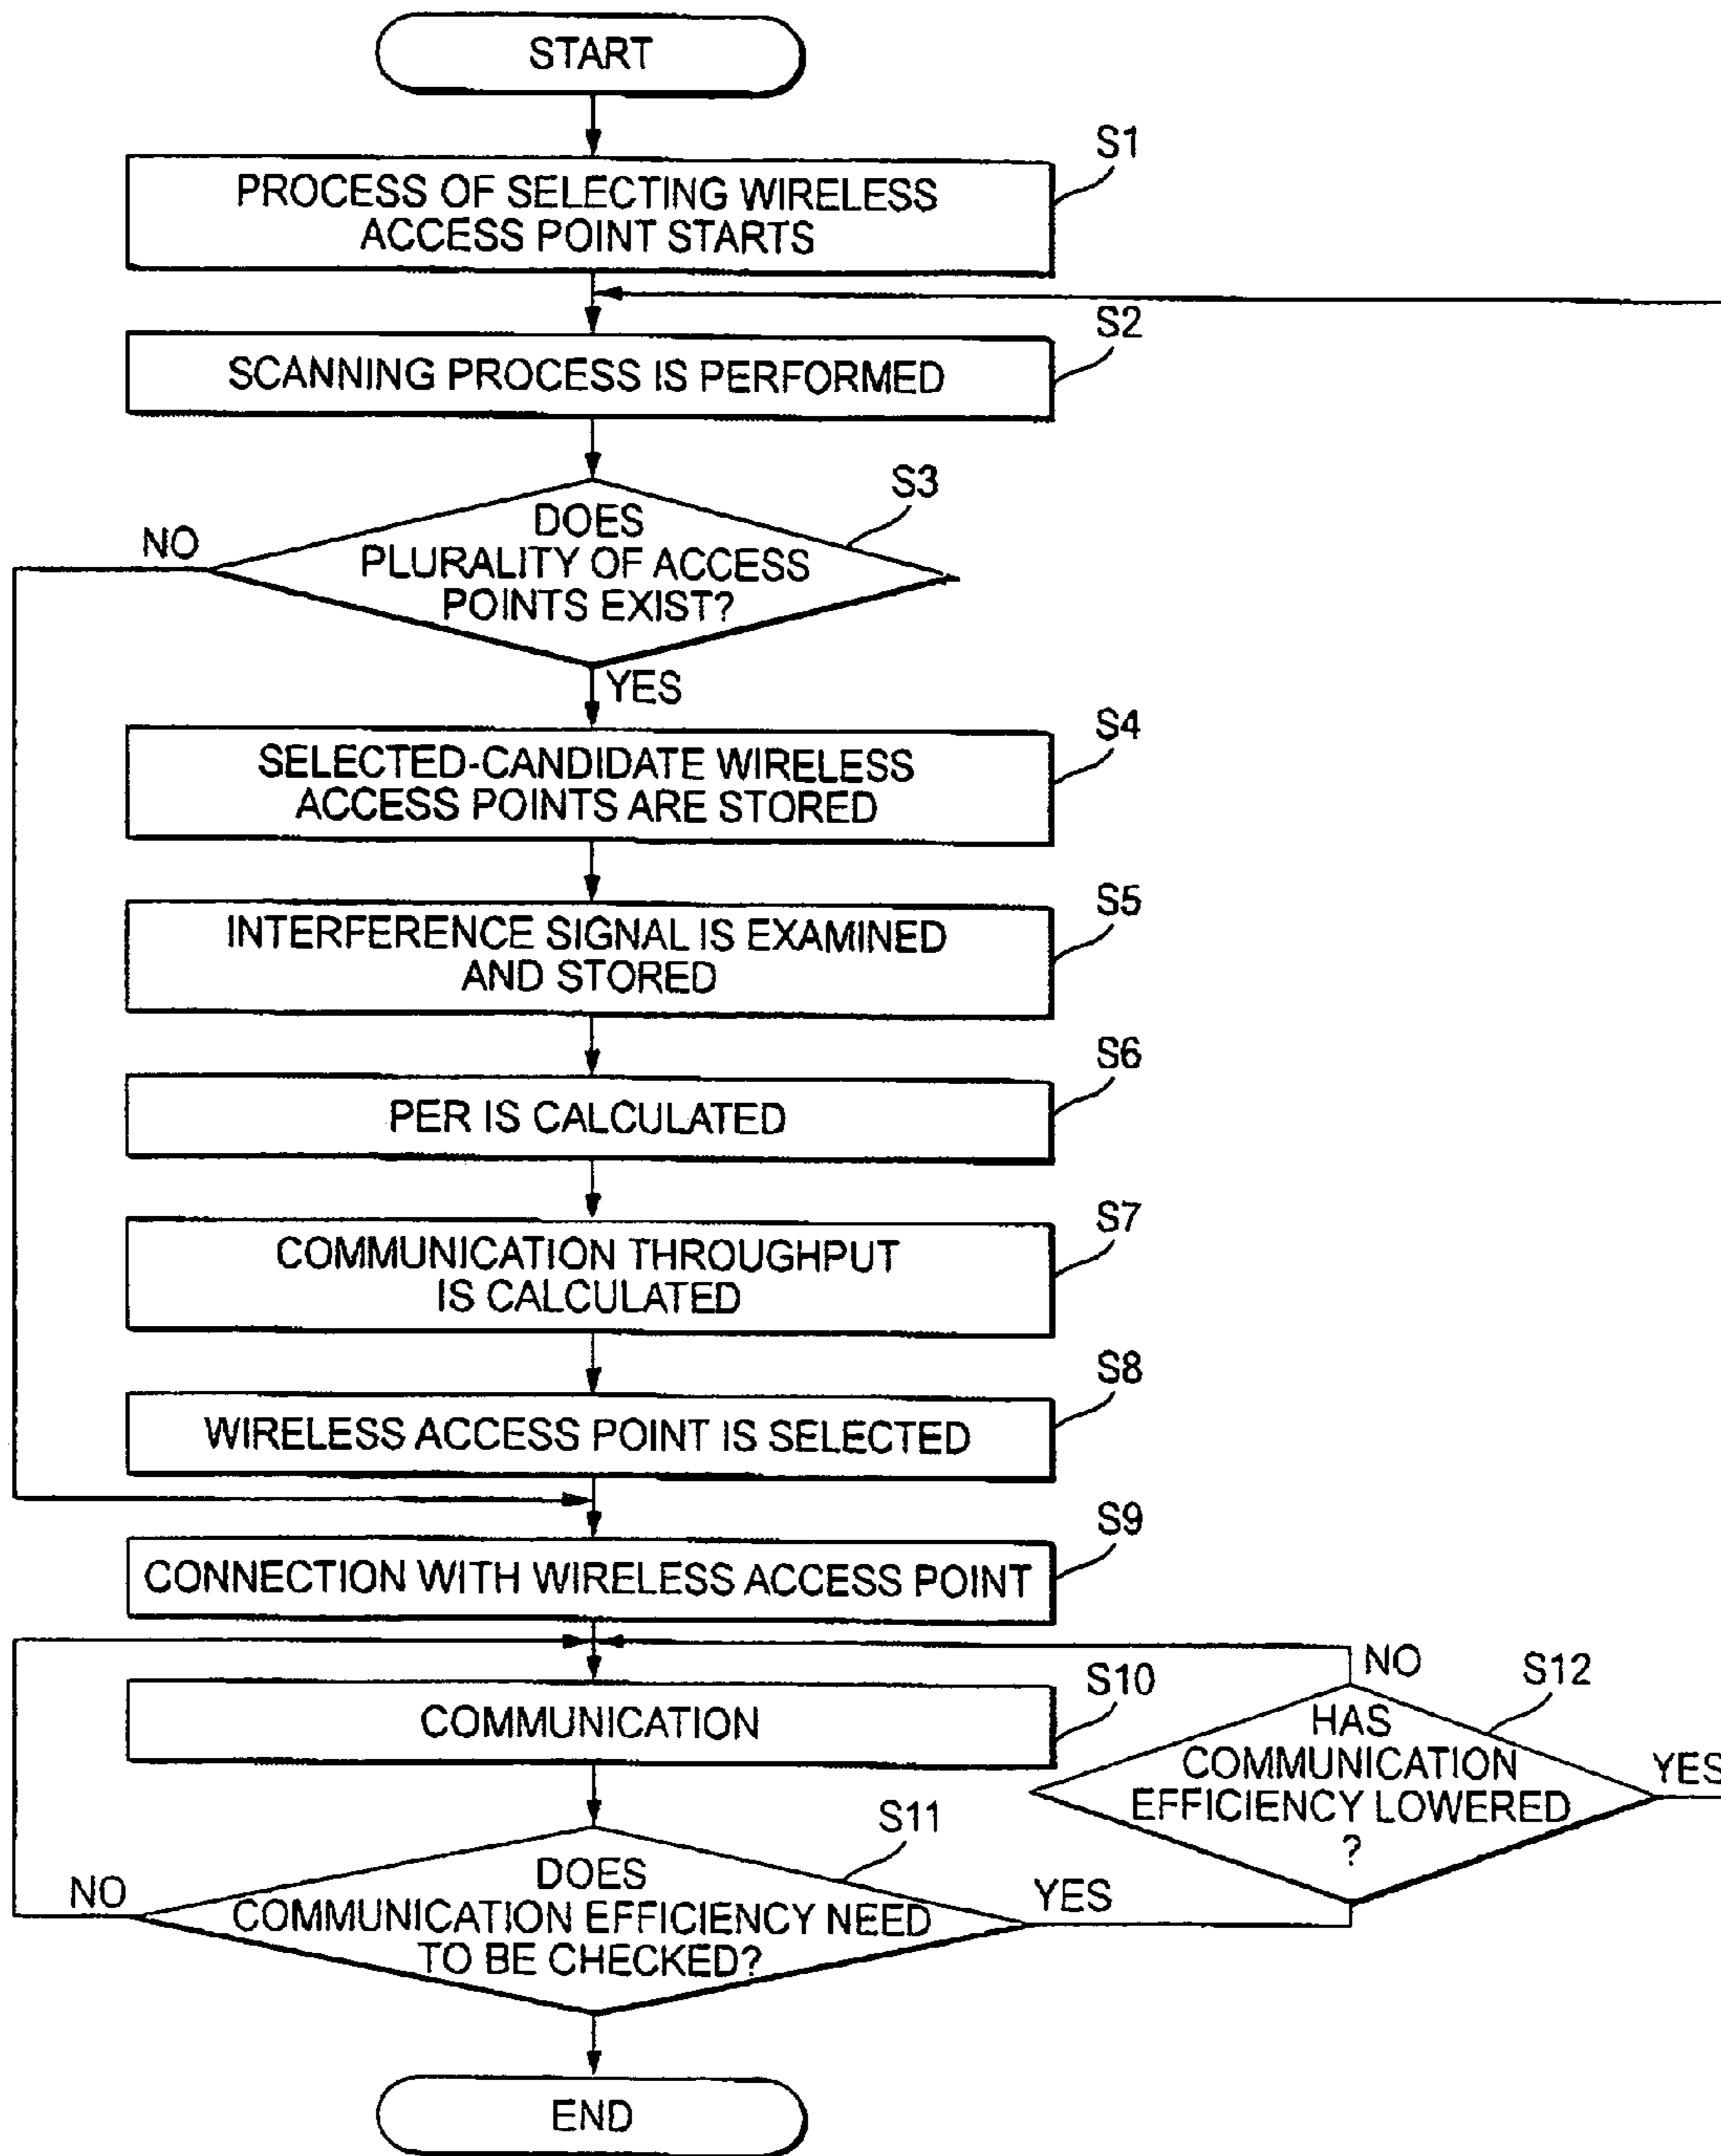 START
S1
PROCESS OF SELECTING WIRELESS
ACCESS POINT STARTS
S2
SCANNING PROCESS IS PERFORMED
S3
DOES
PLURALITY OF ACCESS
POINTS EXIST?
NO
YES
S4
SELECTED-CANDIDATE WIRELESS
ACCESS POINTS ARE STORED
S5
INTERFERENCE SIGNAL IS EXAMINED
AND STORED
S6
PER IS CALCULATED
S7
COMMUNICATION THROUGHPUT
IS CALCULATED
S8
WIRELESS ACCESS POINT IS SELECTED
S9
CONNECTION WITH WIRELESS ACCESS POINT
S10
COMMUNICATION
NO
S12
HAS
COMMUNICATION
EFFICIENCY LOWERED
?
YES
S11
DOES
COMMUNICATION EFFICIENCY NEED
TO BE CHECKED?
NO
YES
END